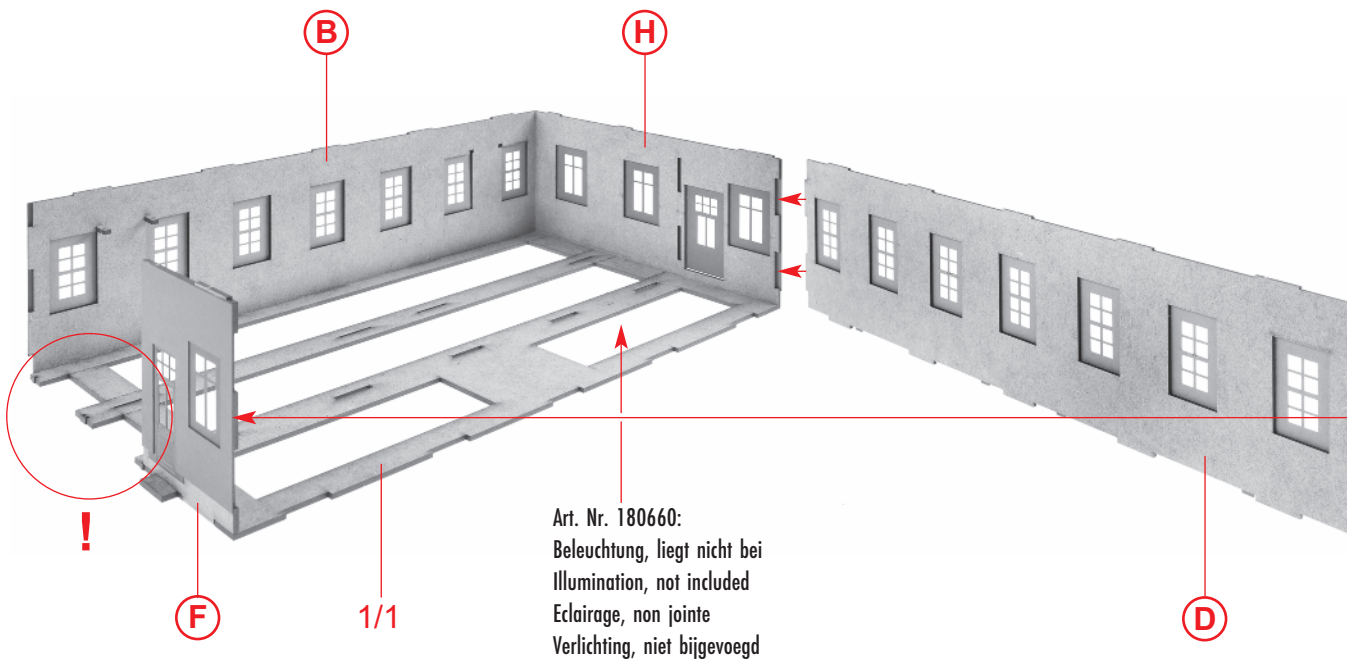 B
H
!
F
1/1
Art. Nr. 180660:
Beleuchtung, liegt nicht bei
Illumination, not included
Eclairage, non jointe
Verlichting, niet bijgevoegd
D